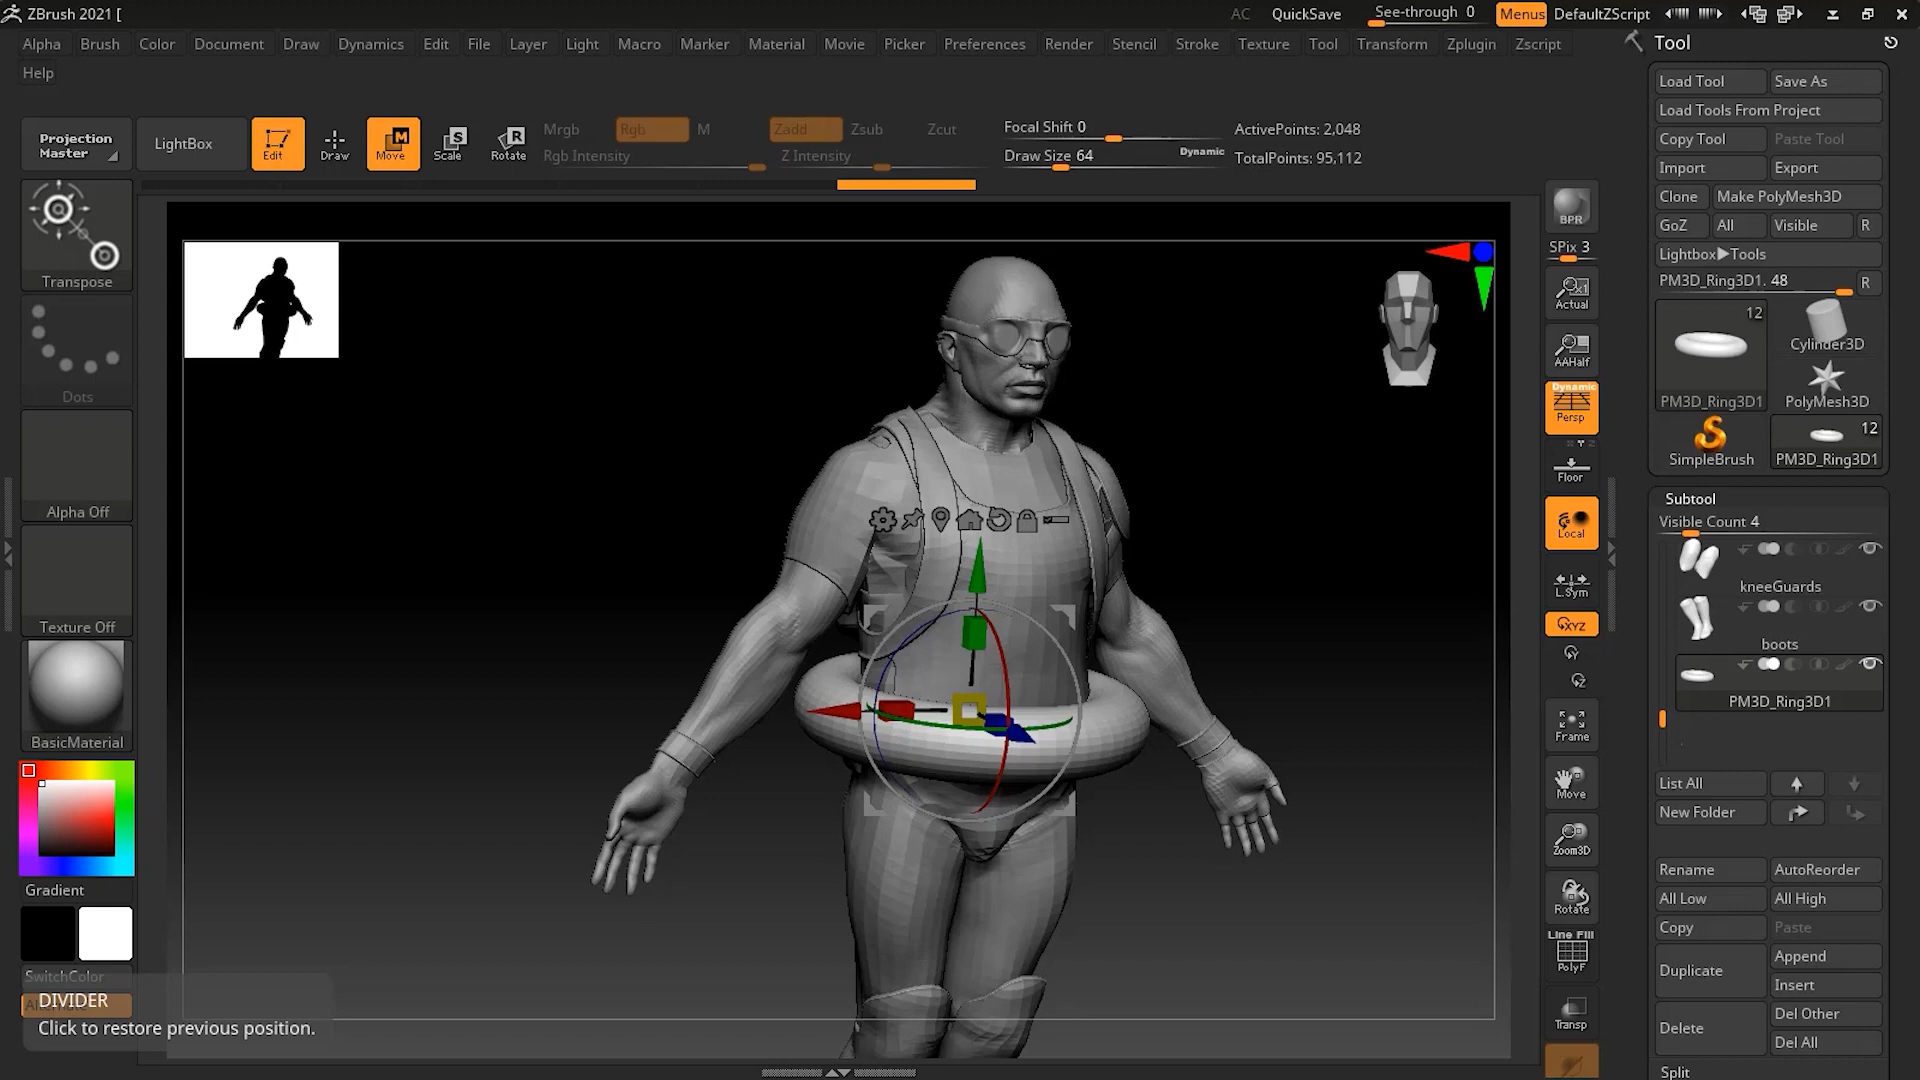 ZBrush 2021 [
AC QuickSave See-through 0 Menus DefaultZScript
Alpha Brush Color Document Draw Dynamics Edit File Layer Light Macro Marker Material Movie Picker Preferences Render Stencil Stroke Texture Tool Transform Zplugin Zscript
Help
Projection
Master
LightBox
Edit
Draw
Move
Scale
Rotate
Mrgb Rgb M
Rgb Intensity
Zadd Zsub Zcut
Z Intensity
Focal Shift 0
Draw Size 64
Dynamic
ActivePoints: 2,048
TotalPoints: 95,112
Transpose
Dots
Alpha Off
Texture Off
BasicMaterial
Gradient
SwitchColor
Alternate
DIVIDER
Click to restore previous position.
BPR
SPix 3
Actual
AAHalf
Dynamic
Persp
Floor
Local
L.Sym
XYZ
Y
Z
Frame
Move
Zoom3D
Rotate
Line Fill
PolyF
Transp
Tool
Load Tool Save As
Load Tools From Project
Copy Tool Paste Tool
Import Export
Clone Make PolyMesh3D
GoZ All Visible R
Lightbox▶Tools
PM3D_Ring3D1. 48 R
12
PM3D_Ring3D1
Cylinder3D
PolyMesh3D
SimpleBrush
12
PM3D_Ring3D1
Subtool
Visible Count 4
kneeGuards
boots
PM3D_Ring3D1
List All
New Folder
Rename AutoReorder
All Low All High
Copy Paste
Duplicate Append
Insert
Delete Del Other
Del All
Split